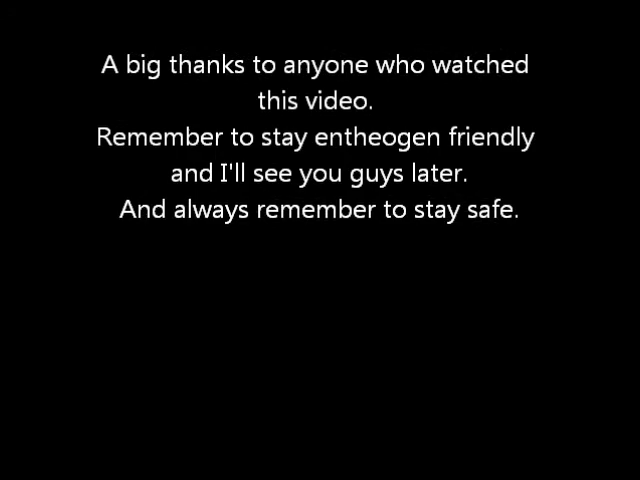 A big thanks to anyone who watched
this video.
Remember to stay entheogen friendly
and I'll see you guys later.
And always remember to stay safe.